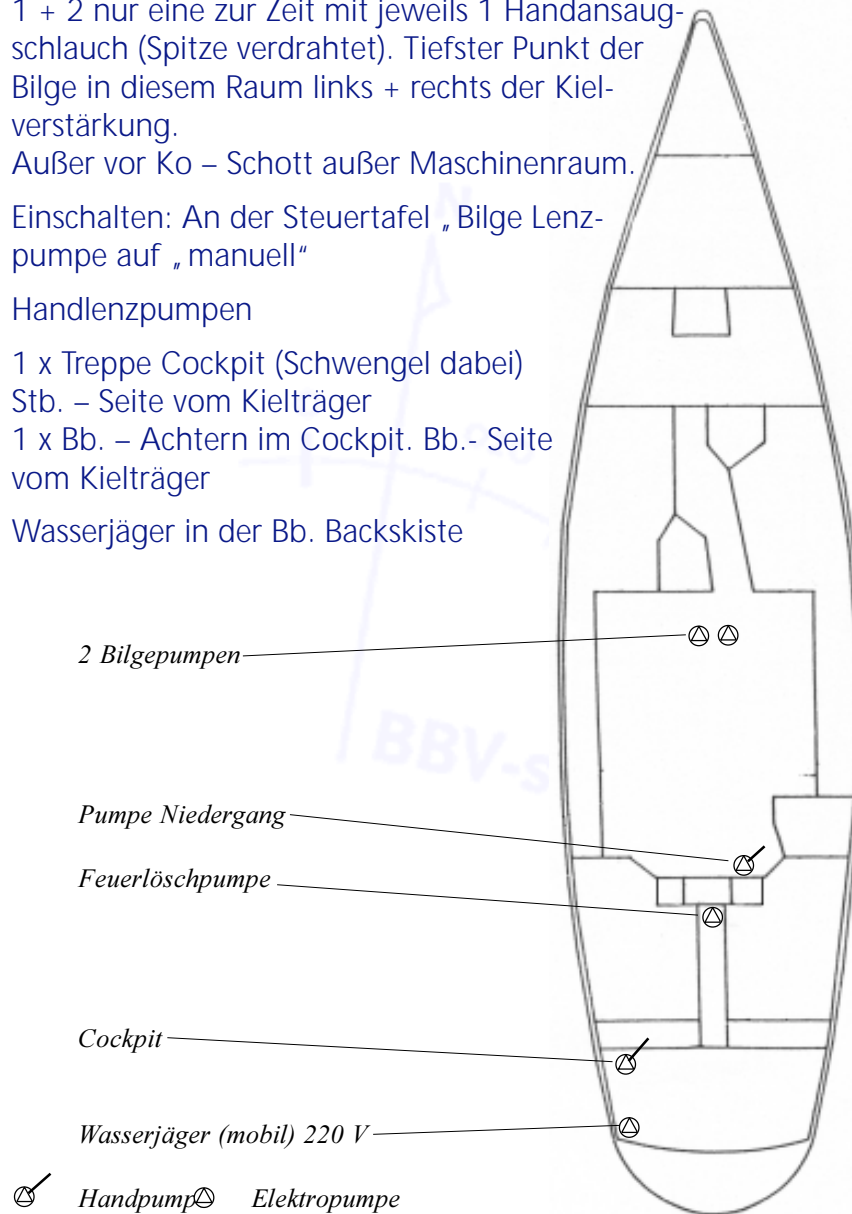 1 + 2 nur eine zur Zeit mit jeweils 1 Handansaug-
schlauch (Spitze verdrahtet). Tiefster Punkt der
Bilge in diesem Raum links + rechts der Kiel-
verstärkung.
Außer vor Ko – Schott außer Maschinenraum.
Einschalten: An der Steuertafel „Bilge Lenz-
pumpe auf „manuell“
Handlenzpumpen
1 x Treppe Cockpit (Schwengel dabei)
Stb. – Seite vom Kielträger
1 x Bb. – Achtern im Cockpit. Bb.- Seite
vom Kielträger
Wasserjäger in der Bb. Backskiste
N
BBV-s
2 Bilgepumpen
Pumpe Niedergang
Feuerlöschpumpe
Cockpit
Wasserjäger (mobil) 220 V
Handpump Elektropumpe